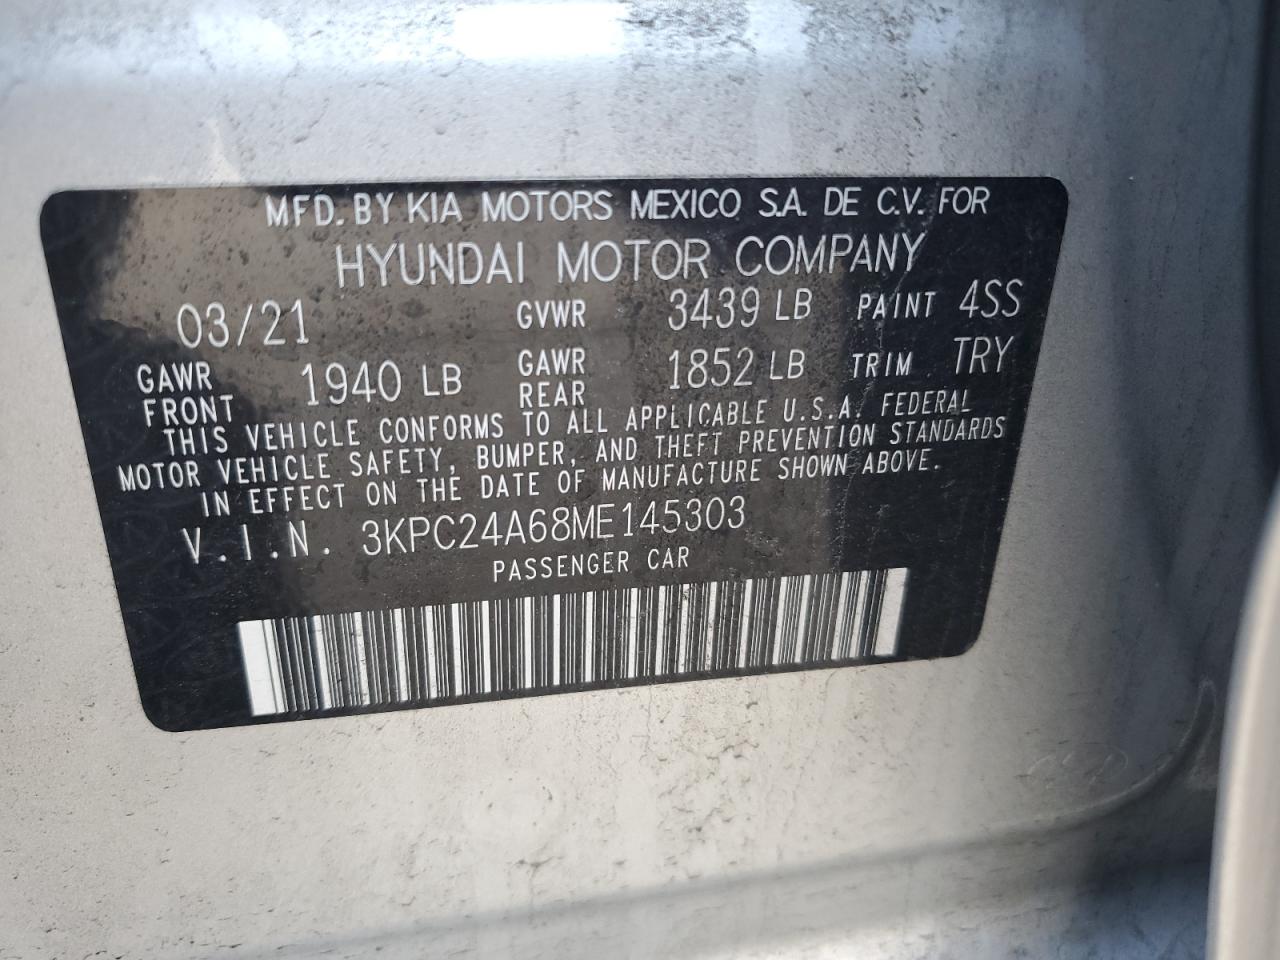 MFD. BY KIA MOTORS MEXICO S.A. DE C.V. FOR
HYUNDAI MOTOR COMPANY
03/21 GVWR 3439 LB PAINT 4SS
GAWR FRONT 1940 LB GAWR REAR 1852 LB TRIM TRY
THIS VEHICLE CONFORMS TO ALL APPLICABLE U.S.A. FEDERAL
MOTOR VEHICLE SAFETY, BUMPER, AND THEFT PREVENTION STANDARDS
IN EFFECT ON THE DATE OF MANUFACTURE SHOWN ABOVE.
V.I.N. 3KPC24A68ME145303
PASSENGER CAR